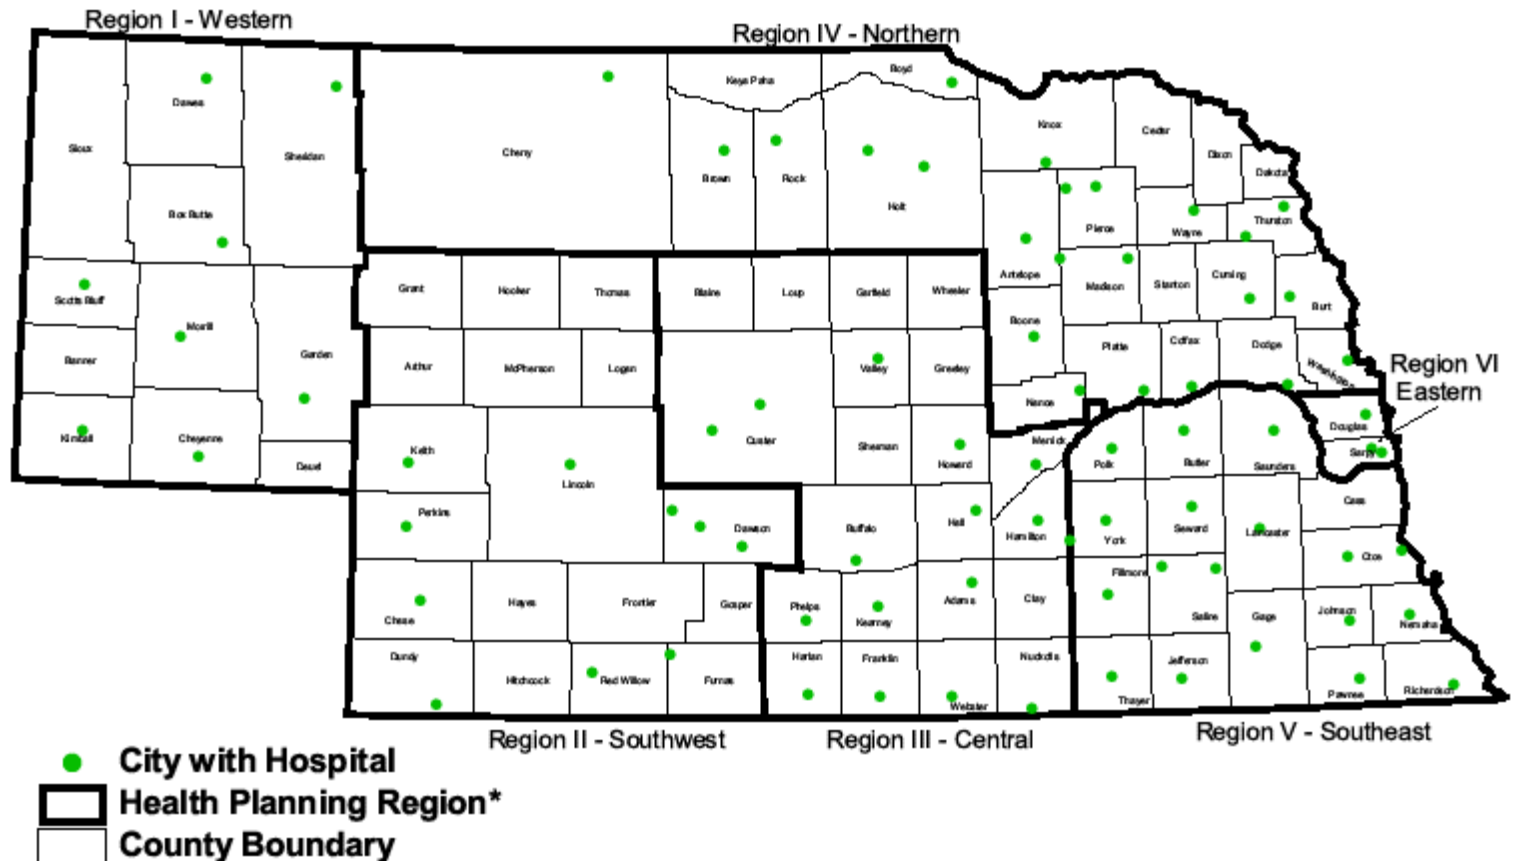 Region I - Western
Region IV - Northern
Keya Paha
Boyd
Dawes
Knox
Cedar
Sioux
Cherry
Sheridan
Dixon
Dakota
Brown
Rock
Box Butte
Holt
Thurston
Pierce
Wayne
Antelope
Cuming
Madison
Stanton
Grant
Hooker
Thomas
Blaine
Loup
Garfield
Wheeler
Scotts Bluff
Burt
Boone
Morrill
Garden
Platte
Colfax
Dodge
Banner
Arthur
McPherson
Logan
Valley
Greeley
Washington
Region VI
Eastern
Nance
Kimball
Cheyenne
Douglas
Custer
Sherman
Merrick
Keith
Sarpy
Deuel
Howard
Polk
Butler
Saunders
Lincoln
Cass
Perkins
Dawson
Buffalo
Hall
Hamilton
York
Seward
Lancaster
Otoe
Fillmore
Hayes
Frontier
Gosper
Phelps
Kearney
Adams
Clay
Chase
Saline
Gage
Johnson
Nemaha
Dundy
Harlan
Franklin
Nuckolls
Jefferson
Hitchcock
Red Willow
Furnas
Webster
Thayer
Pawnee
Richardson
Region II - Southwest
Region III - Central
Region V - Southeast
City with Hospital
Health Planning Region*
County Boundary